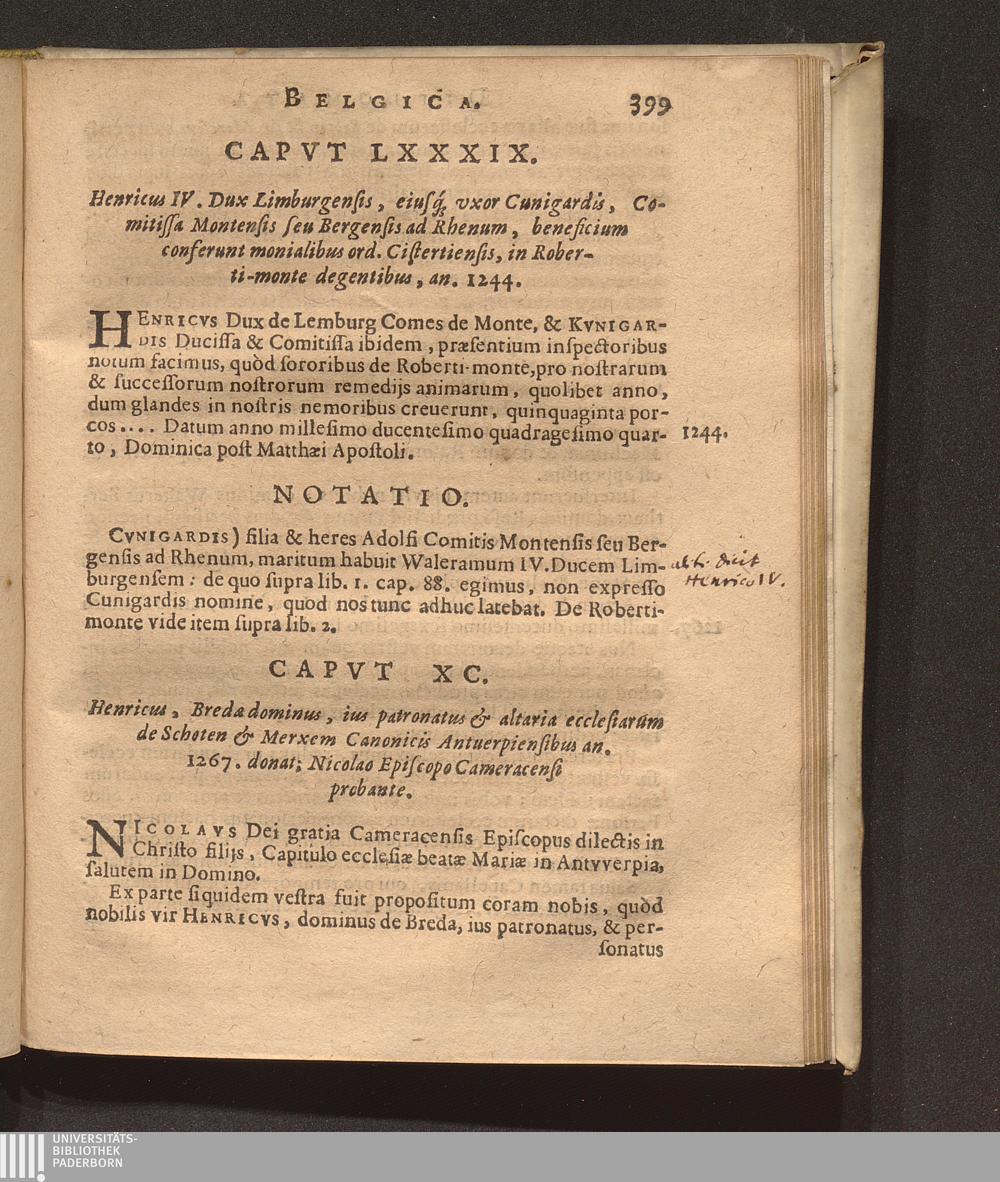 BELGICA. 399
CAPVT LXXXIX.
Henricus IV. Dux Limburgensis, eiusq́; vxor Cunigardis, Co-
mitissa Montensis seu Bergensis ad Rhenum, beneficium
conferunt monialibus ord. Cistertiensis, in Rober-
ti-monte degentibus, an. 1244.
HENRICVS Dux de Lemburg Comes de Monte, & KVNIGAR-
DIS Ducissa & Comitissa ibidem, præsentium inspectoribus
notum facimus, quòd sororibus de Roberti-monte, pro nostrarum
& successorum nostrorum remedijs animarum, quolibet anno,
dum glandes in nostris nemoribus creuerunt, quinquaginta por-
cos.... Datum anno millesimo ducentesimo quadragesimo quar- 1244.
to, Dominica post Matthæi Apostoli.
NOTATIO.
CVNIGARDIS) filia & heres Adolfi Comitis Montensis seu Ber-
gensis ad Rhenum, maritum habuit Waleramum IV. Ducem Lim-
burgensem: de quo supra lib. 1. cap. 88. egimus, non expresso
Cunigardis nomine, quòd nos tunc adhuc latebat. De Roberti-
monte vide item supra lib. 2.
dicit
Henrico IV.
CAPVT XC.
Henricus, Bredæ dominus, ius patronatus & altaria ecclesiarum
de Schoten & Merxem Canonicis Antuerpiensibus an.
1267. donat; Nicolao Episcopo Cameracensi
probante.
NICOLAVS Dei gratia Cameracensis Episcopus dilectis in
Christo filijs, Capitulo ecclesiæ beatæ Mariæ in Antvverpia,
salutem in Domino.
Ex parte siquidem vestra fuit propositum coram nobis, quòd
nobilis vir HENRICVS, dominus de Breda, ius patronatus, & per-
sonatus
UNIVERSITÄTS-
BIBLIOTHEK
PADERBORN